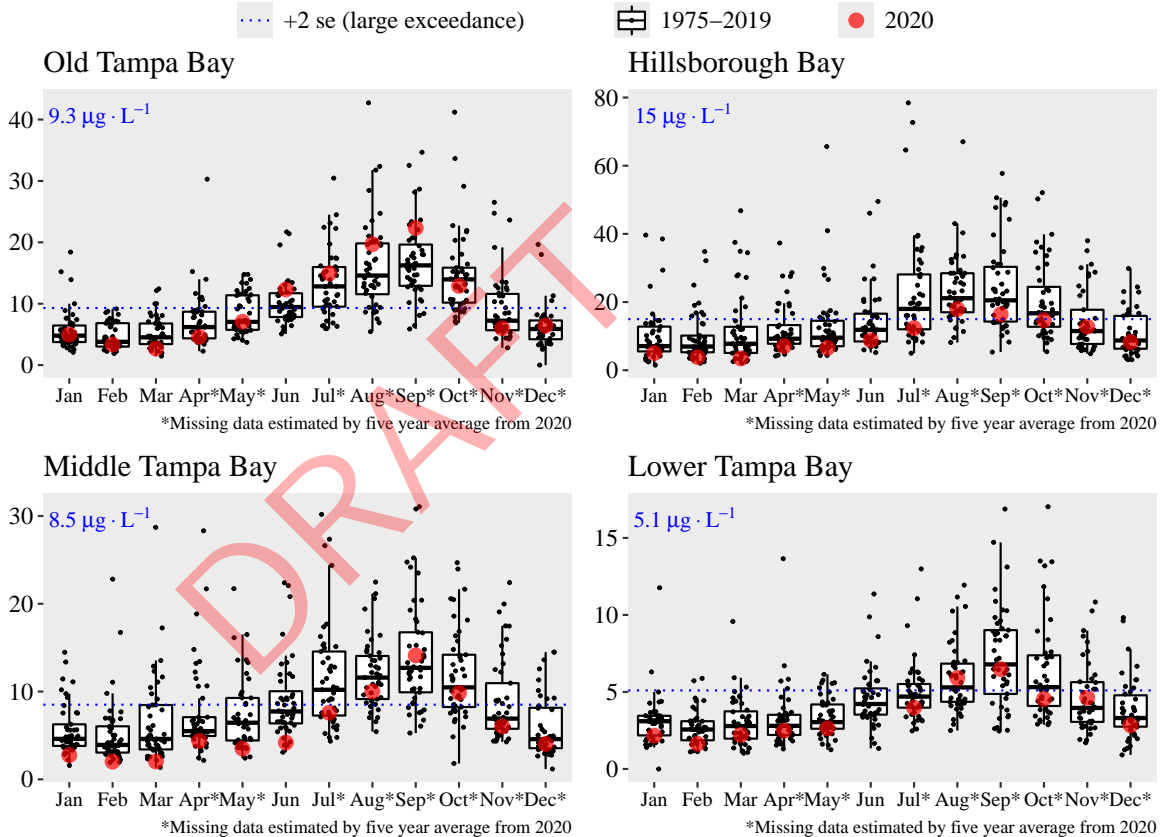 +2 se (large exceedance) 1975–2019 2020
Old Tampa Bay
9.3 μg · L⁻¹
40
30
20
10
0
Jan Feb Mar Apr* May* Jun Jul* Aug* Sep* Oct* Nov* Dec*
*Missing data estimated by five year average from 2020
Hillsborough Bay
15 μg · L⁻¹
80
60
40
20
0
Jan Feb Mar Apr* May* Jun Jul* Aug* Sep* Oct* Nov* Dec*
*Missing data estimated by five year average from 2020
Middle Tampa Bay
8.5 μg · L⁻¹
30
20
10
0
Jan Feb Mar Apr* May* Jun Jul* Aug* Sep* Oct* Nov* Dec*
*Missing data estimated by five year average from 2020
Lower Tampa Bay
5.1 μg · L⁻¹
15
10
5
0
Jan Feb Mar Apr* May* Jun Jul* Aug* Sep* Oct* Nov* Dec*
*Missing data estimated by five year average from 2020
DRAFT